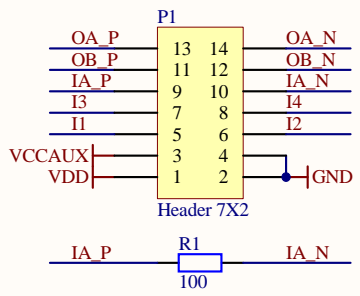 P1
OA_P 13 14 OA_N
OB_P 11 12 OB_N
IA_P 9 10 IA_N
I3 7 8 I4
I1 5 6 I2
VCCAUX 3 4
VDD 1 2 GND
Header 7X2
IA_P R1 IA_N
100